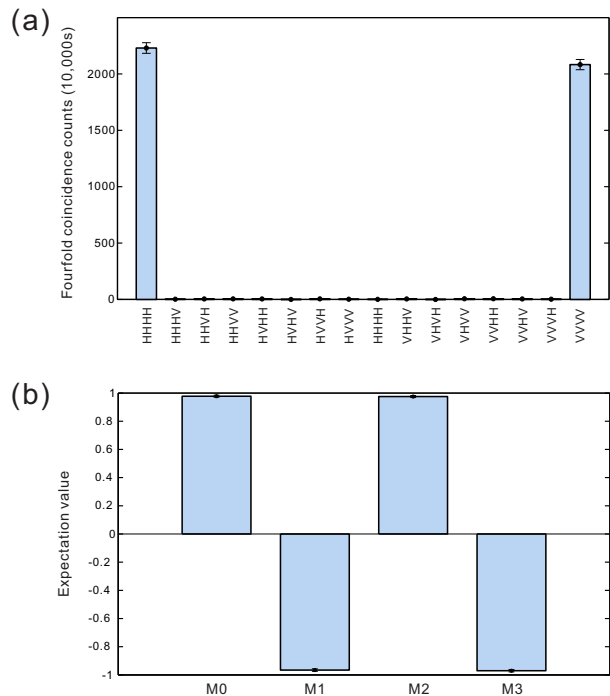 (a)
Fourfold coincidence counts (10,000s)
2000
1500
1000
500
0
HHHH
HHHV
HHVH
HHVV
HVHH
HVHV
HVVH
HVVV
HHHH
VHHV
VHVH
VHVV
VVHH
VVHV
VVVH
VVVV
(b)
Expectation value
1
0.8
0.6
0.4
0.2
0
-0.2
-0.4
-0.6
-0.8
-1
M0 M1 M2 M3